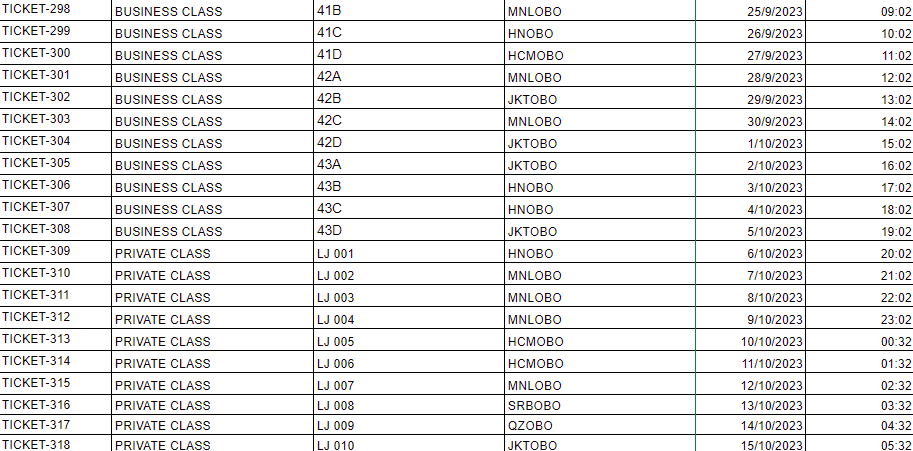 TICKET-298 BUSINESS CLASS 41B MNLOBO 25/9/2023 09:02
TICKET-299 BUSINESS CLASS 41C HNOBO 26/9/2023 10:02
TICKET-300 BUSINESS CLASS 41D HCMOBO 27/9/2023 11:02
TICKET-301 BUSINESS CLASS 42A MNLOBO 28/9/2023 12:02
TICKET-302 BUSINESS CLASS 42B JKTOBO 29/9/2023 13:02
TICKET-303 BUSINESS CLASS 42C MNLOBO 30/9/2023 14:02
TICKET-304 BUSINESS CLASS 42D JKTOBO 1/10/2023 15:02
TICKET-305 BUSINESS CLASS 43A JKTOBO 2/10/2023 16:02
TICKET-306 BUSINESS CLASS 43B HNOBO 3/10/2023 17:02
TICKET-307 BUSINESS CLASS 43C HNOBO 4/10/2023 18:02
TICKET-308 BUSINESS CLASS 43D JKTOBO 5/10/2023 19:02
TICKET-309 PRIVATE CLASS LJ 001 HNOBO 6/10/2023 20:02
TICKET-310 PRIVATE CLASS LJ 002 MNLOBO 7/10/2023 21:02
TICKET-311 PRIVATE CLASS LJ 003 MNLOBO 8/10/2023 22:02
TICKET-312 PRIVATE CLASS LJ 004 MNLOBO 9/10/2023 23:02
TICKET-313 PRIVATE CLASS LJ 005 HCMOBO 10/10/2023 00:32
TICKET-314 PRIVATE CLASS LJ 006 HCMOBO 11/10/2023 01:32
TICKET-315 PRIVATE CLASS LJ 007 MNLOBO 12/10/2023 02:32
TICKET-316 PRIVATE CLASS LJ 008 SRBOBO 13/10/2023 03:32
TICKET-317 PRIVATE CLASS LJ 009 QZOBO 14/10/2023 04:32
TICKET-318 PRIVATE CLASS LJ 010 JKTOBO 15/10/2023 05:32